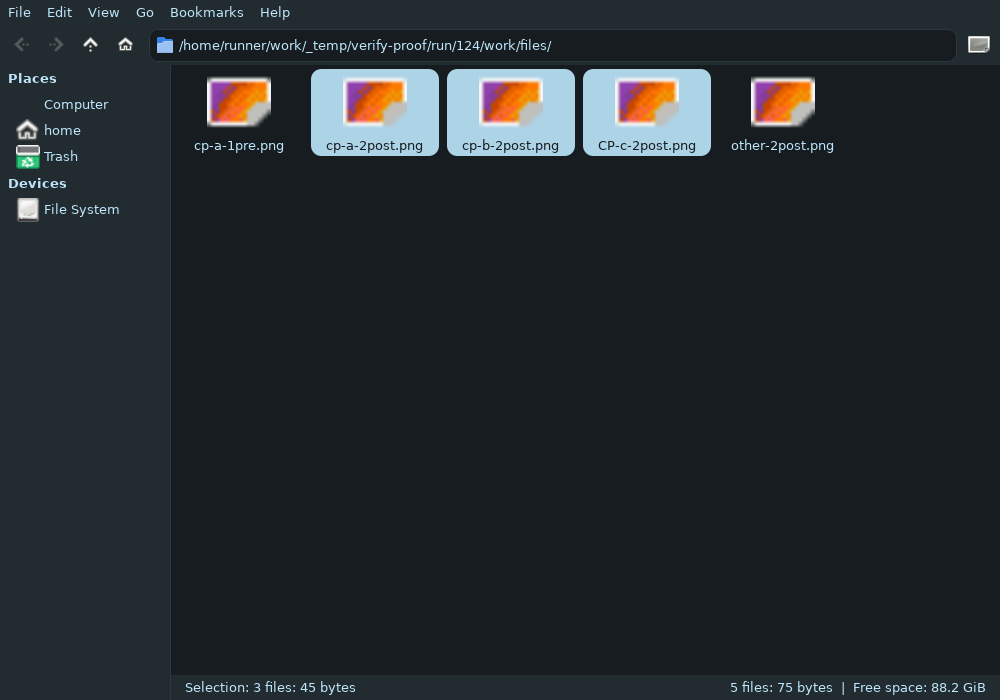 File Edit View Go Bookmarks Help
/home/runner/work/_temp/verify-proof/run/124/work/files/
Places
Computer
home
Trash
Devices
File System
cp-a-1pre.png cp-a-2post.png cp-b-2post.png CP-c-2post.png other-2post.png
Selection: 3 files: 45 bytes 5 files: 75 bytes | Free space: 88.2 GiB